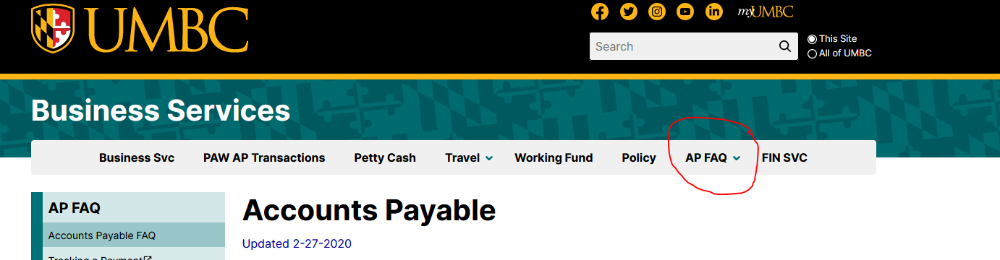 UMBC
myUMBC
Search
This Site
All of UMBC
Business Services
Business Svc PAW AP Transactions Petty Cash Travel Working Fund Policy AP FAQ FIN SVC
AP FAQ
Accounts Payable FAQ
Tracking a Payment
Accounts Payable
Updated 2-27-2020